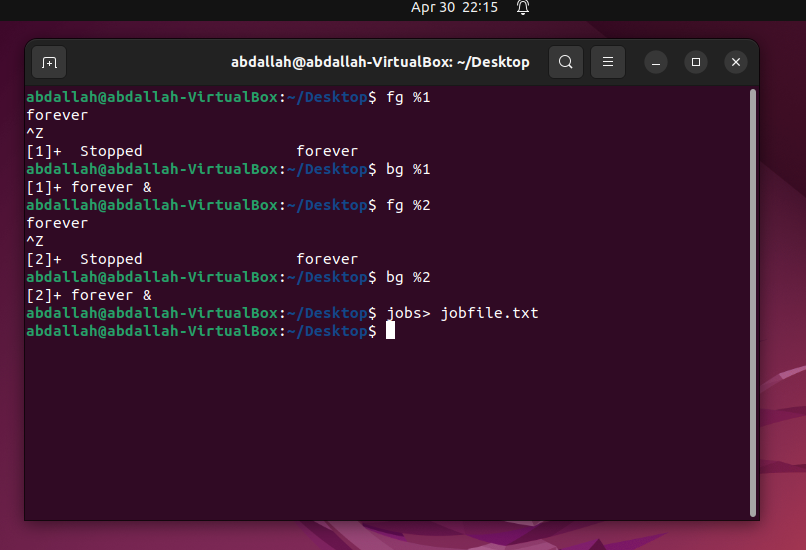 Apr 30 22:15
abdallah@abdallah-VirtualBox: ~/Desktop
abdallah@abdallah-VirtualBox:~/Desktop$ fg %1
forever
^Z
[1]+  Stopped                 forever
abdallah@abdallah-VirtualBox:~/Desktop$ bg %1
[1]+ forever &
abdallah@abdallah-VirtualBox:~/Desktop$ fg %2
forever
^Z
[2]+  Stopped                 forever
abdallah@abdallah-VirtualBox:~/Desktop$ bg %2
[2]+ forever &
abdallah@abdallah-VirtualBox:~/Desktop$ jobs> jobfile.txt
abdallah@abdallah-VirtualBox:~/Desktop$